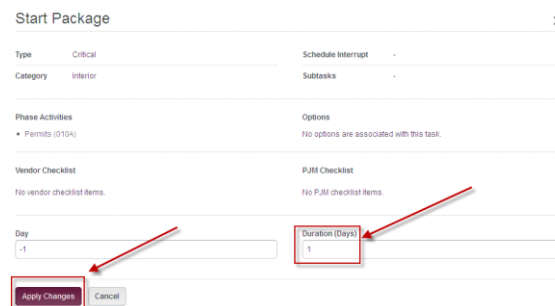 Start Package
Type Critical Schedule Interrupt -
Category Interior Subtasks -
Phase Activities Options
• Permits (010A) No options are associated with this task.
Vendor Checklist PJM Checklist
No vendor checklist items. No PJM checklist items.
Day Duration (Days)
-1 1
Apply Changes Cancel